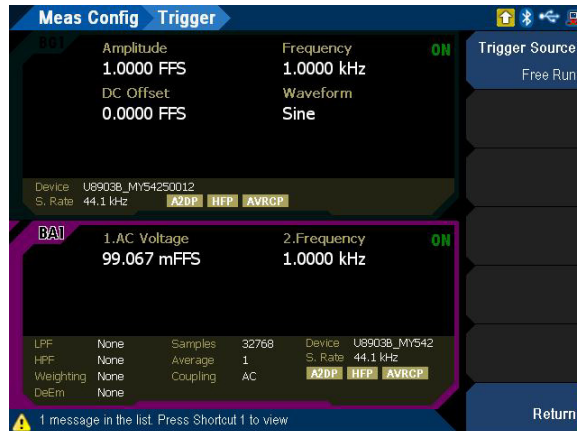 Meas Config Trigger
BG1 Amplitude Frequency ON
1.0000 FFS 1.0000 kHz
DC Offset Waveform
0.0000 FFS Sine
Device U8903B_MY54250012
S. Rate 44.1 kHz A2DP HFP AVRCP
Trigger Source
Free Run
BA1 1.AC Voltage 2.Frequency ON
99.067 mFFS 1.0000 kHz
LPF None Samples 32768 Device U8903B_MY542
HPF None Average 1 S. Rate 44.1 kHz
Weighting None Coupling AC A2DP HFP AVRCP
DeEm None
1 message in the list. Press Shortcut 1 to view
Return